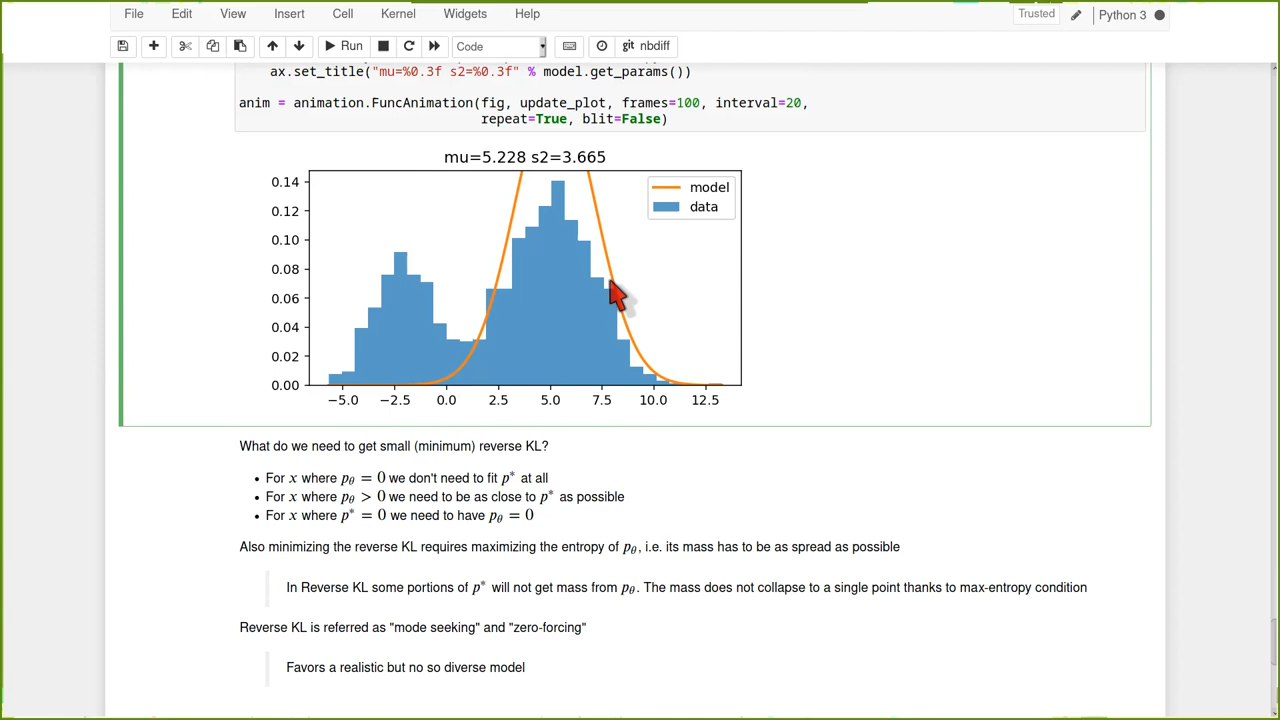 File Edit View Insert Cell Kernel Widgets Help Trusted Python 3
Run Code git nbdiff
ax.set_title("mu=%0.3f s2=%0.3f" % model.get_params())
anim = animation.FuncAnimation(fig, update_plot, frames=100, interval=20,
repeat=True, blit=False)
mu=5.228 s2=3.665
0.14
0.12
0.10
0.08
0.06
0.04
0.02
0.00
model
data
−5.0 −2.5 0.0 2.5 5.0 7.5 10.0 12.5
What do we need to get small (minimum) reverse KL?
• For x where pθ = 0 we don't need to fit p* at all
• For x where pθ > 0 we need to be as close to p* as possible
• For x where p* = 0 we need to have pθ = 0
Also minimizing the reverse KL requires maximizing the entropy of pθ, i.e. its mass has to be as spread as possible
In Reverse KL some portions of p* will not get mass from pθ. The mass does not collapse to a single point thanks to max-entropy condition
Reverse KL is referred as "mode seeking" and "zero-forcing"
Favors a realistic but no so diverse model